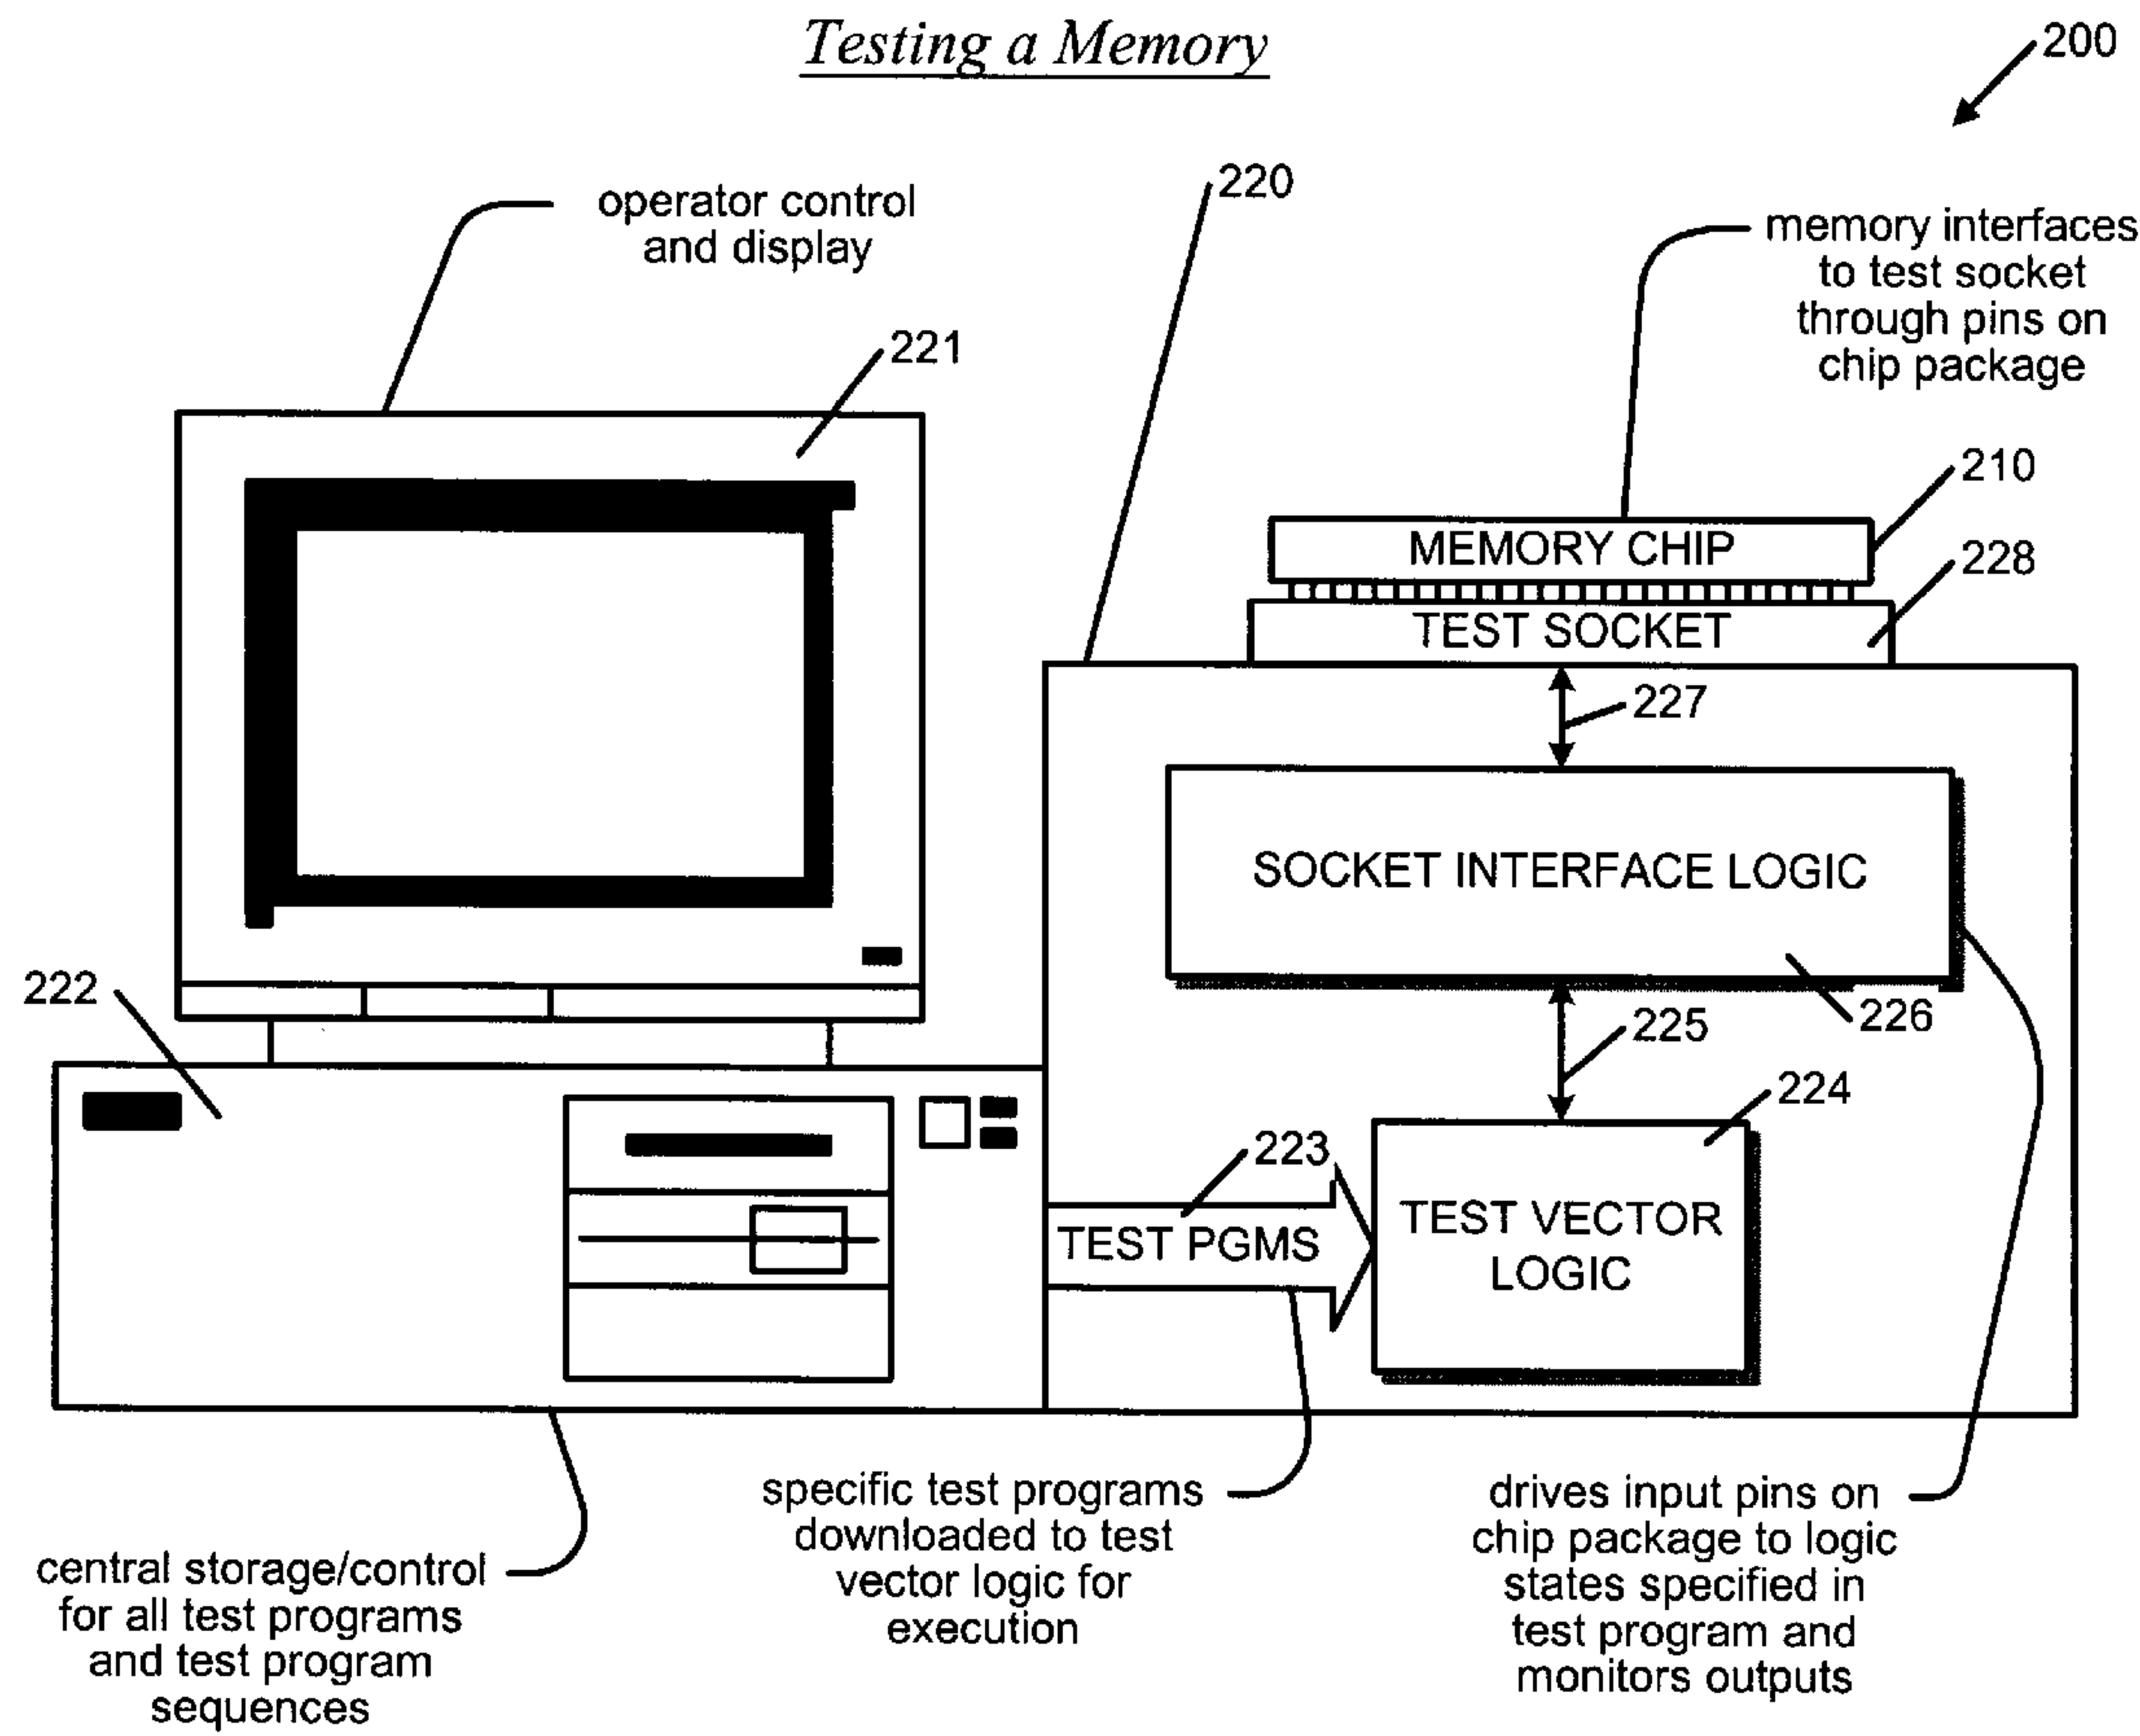 Testing a Memory
200
operator control
and display
220
memory interfaces
to test socket
through pins on
chip package
221
210
MEMORY CHIP
228
TEST SOCKET
227
SOCKET INTERFACE LOGIC
222
226
225
224
223
TEST PGMS
TEST VECTOR
LOGIC
specific test programs
downloaded to test
vector logic for
execution
drives input pins on
chip package to logic
states specified in
test program and
monitors outputs
central storage/control
for all test programs
and test program
sequences